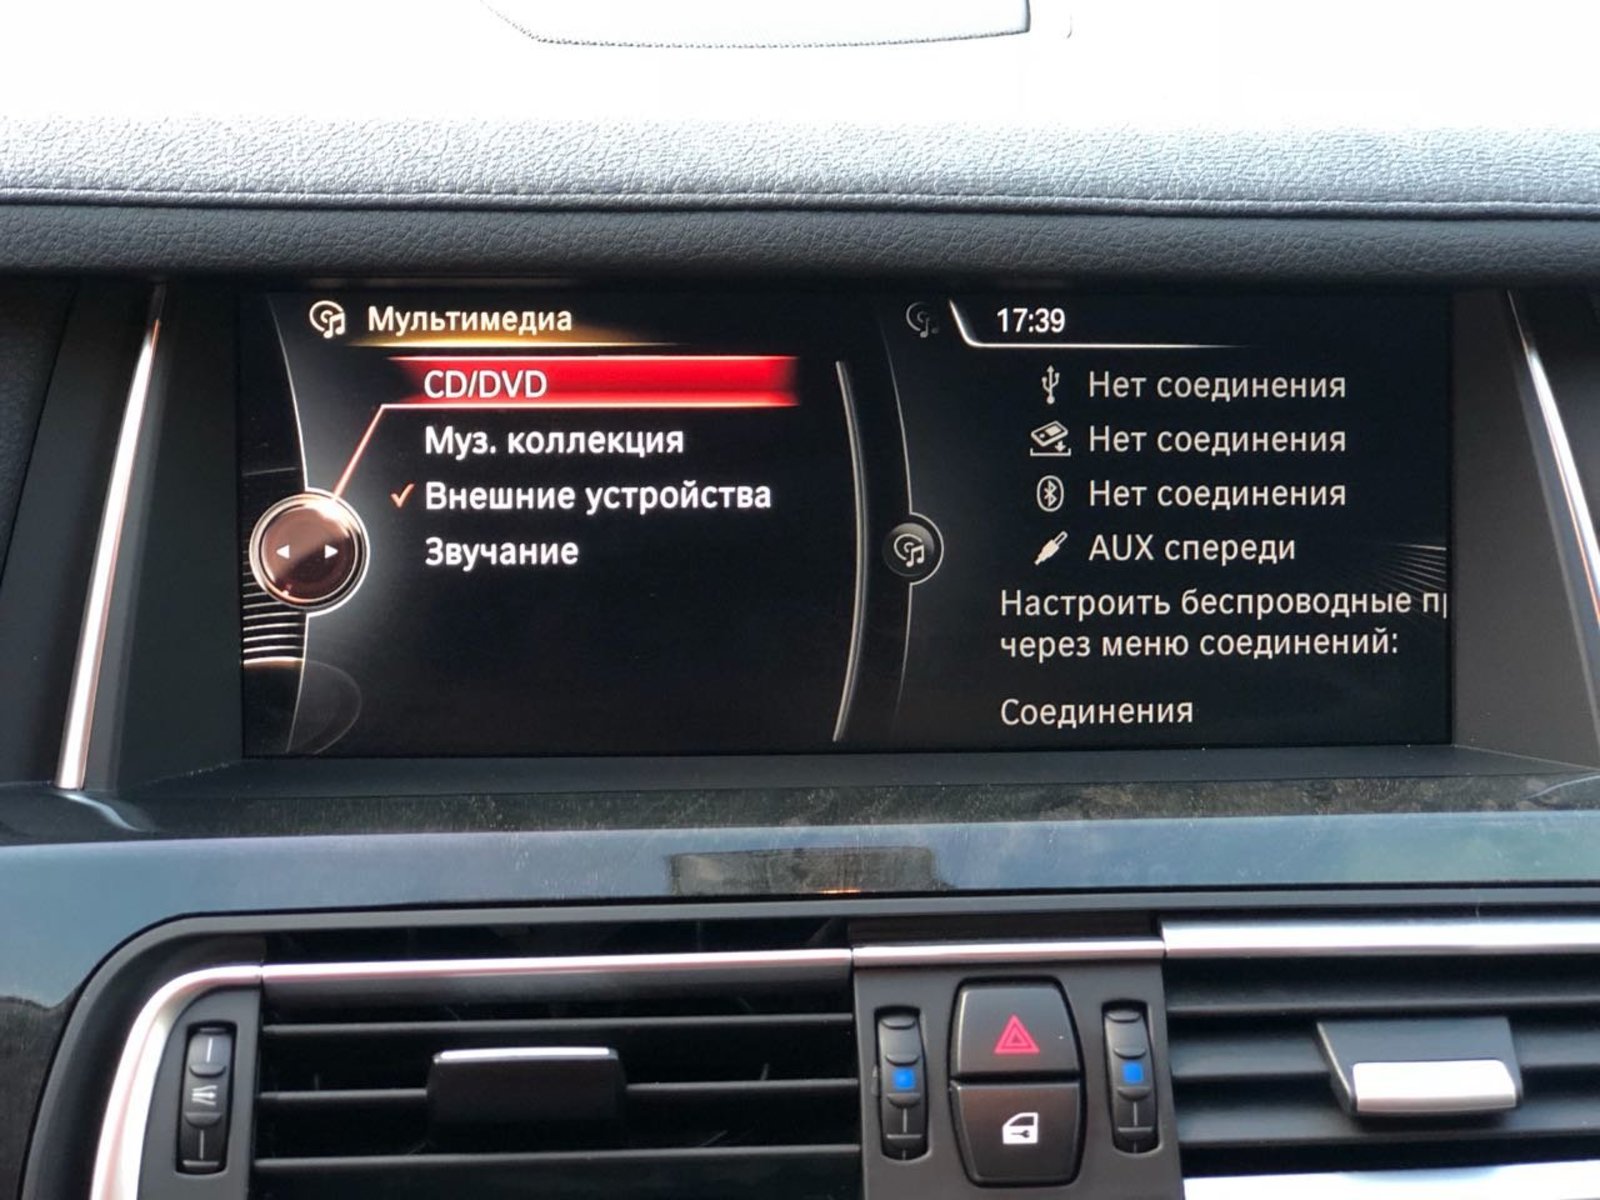 Мультимедиа
CD/DVD
Муз. коллекция
Внешние устройства
Звучание
17:39
Нет соединения
Нет соединения
Нет соединения
AUX спереди
Настроить беспроводные
через меню соединений:
Соединения